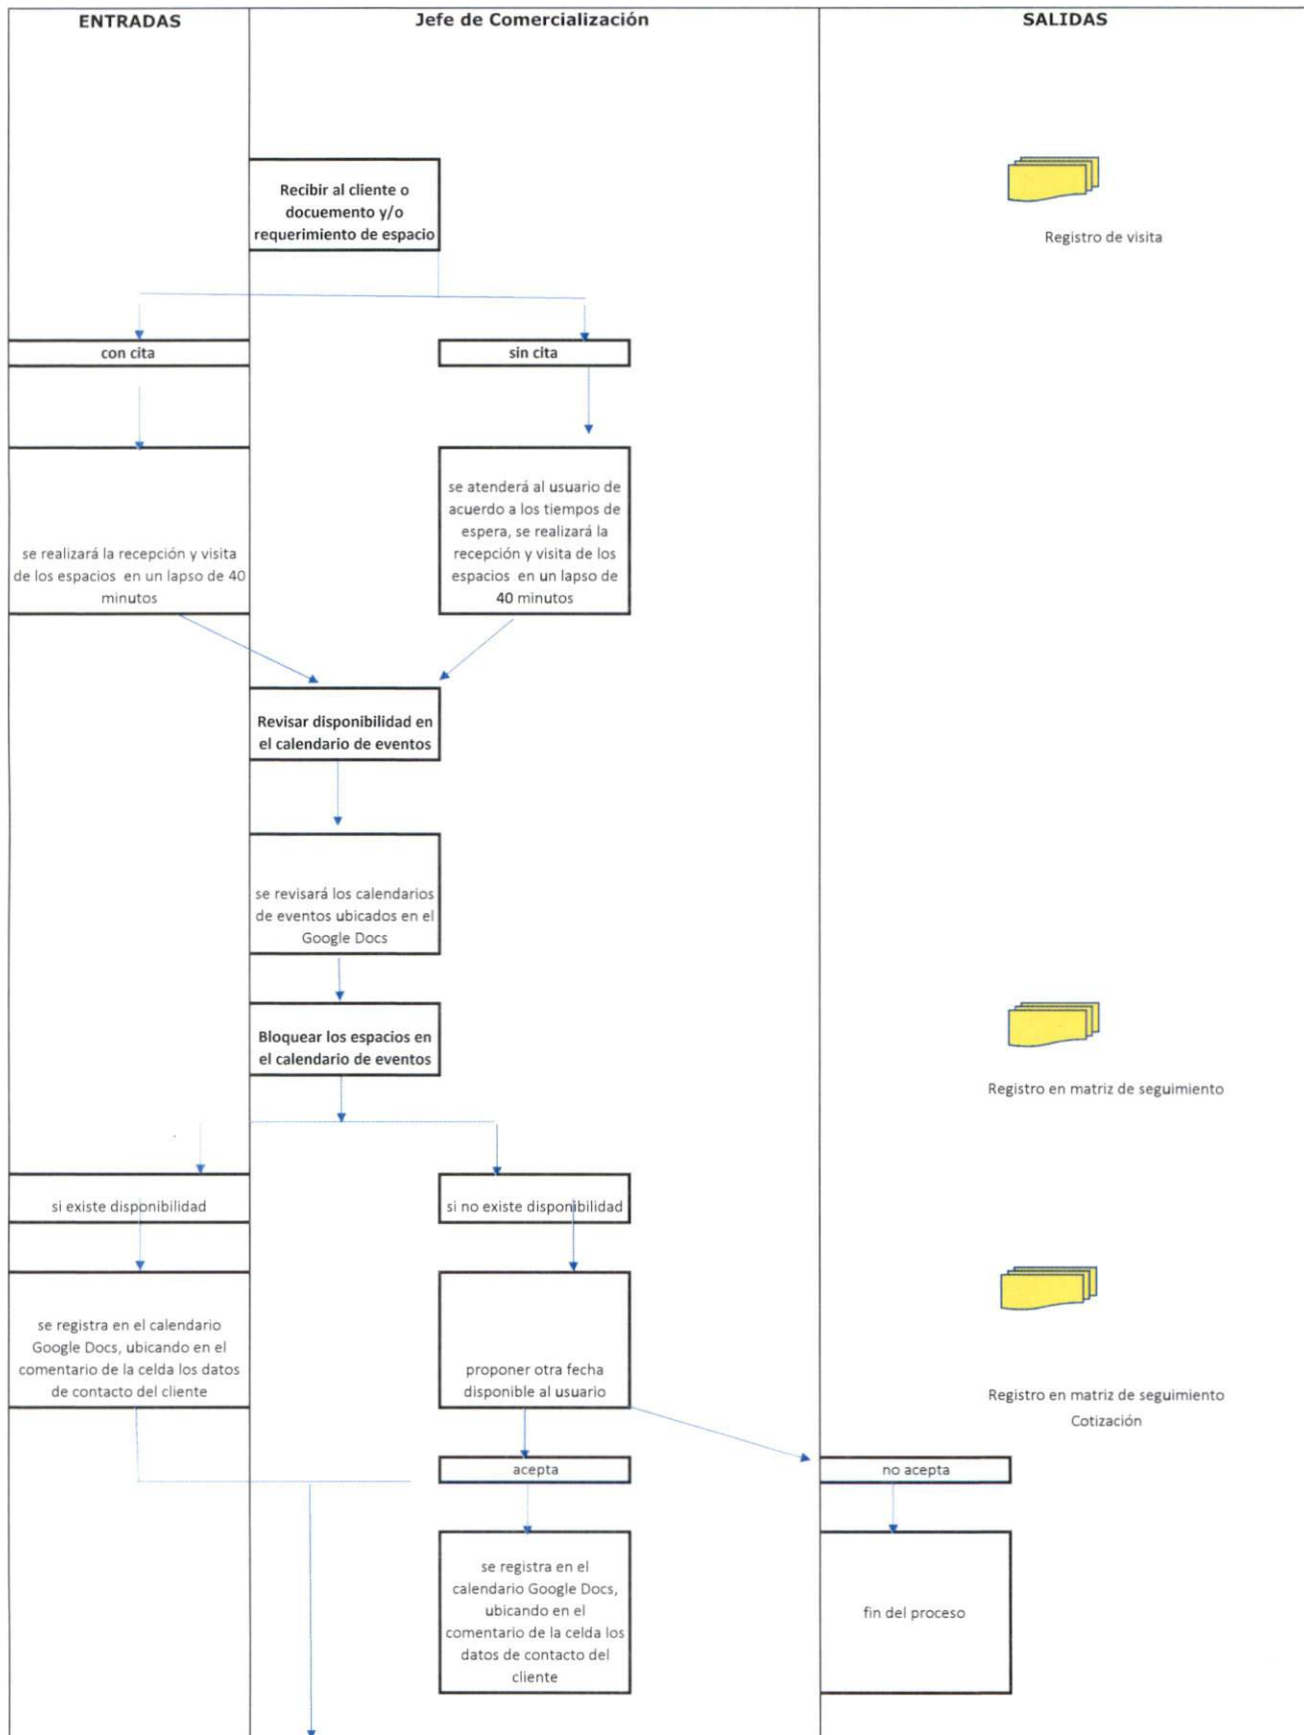 ENTRADAS
Jefe de Comercialización
SALIDAS
Recibir al cliente o
docuemento y/o
requerimiento de espacio
Registro de visita
con cita
sin cita
se realizará la recepción y visita
de los espacios en un lapso de 40
minutos
se atenderá al usuario de
acuerdo a los tiempos de
espera, se realizará la
recepción y visita de los
espacios en un lapso de
40 minutos
Revisar disponibilidad en
el calendario de eventos
se revisará los calendarios
de eventos ubicados en el
Google Docs
Bloquear los espacios en
el calendario de eventos
Registro en matriz de seguimiento
si existe disponibilidad
si no existe disponibilidad
se registra en el calendario
Google Docs, ubicando en el
comentario de la celda los datos
de contacto del cliente
proponer otra fecha
disponible al usuario
Registro en matriz de seguimiento
Cotización
acepta
no acepta
se registra en el
calendario Google Docs,
ubicando en el
comentario de la celda los
datos de contacto del
cliente
fin del proceso